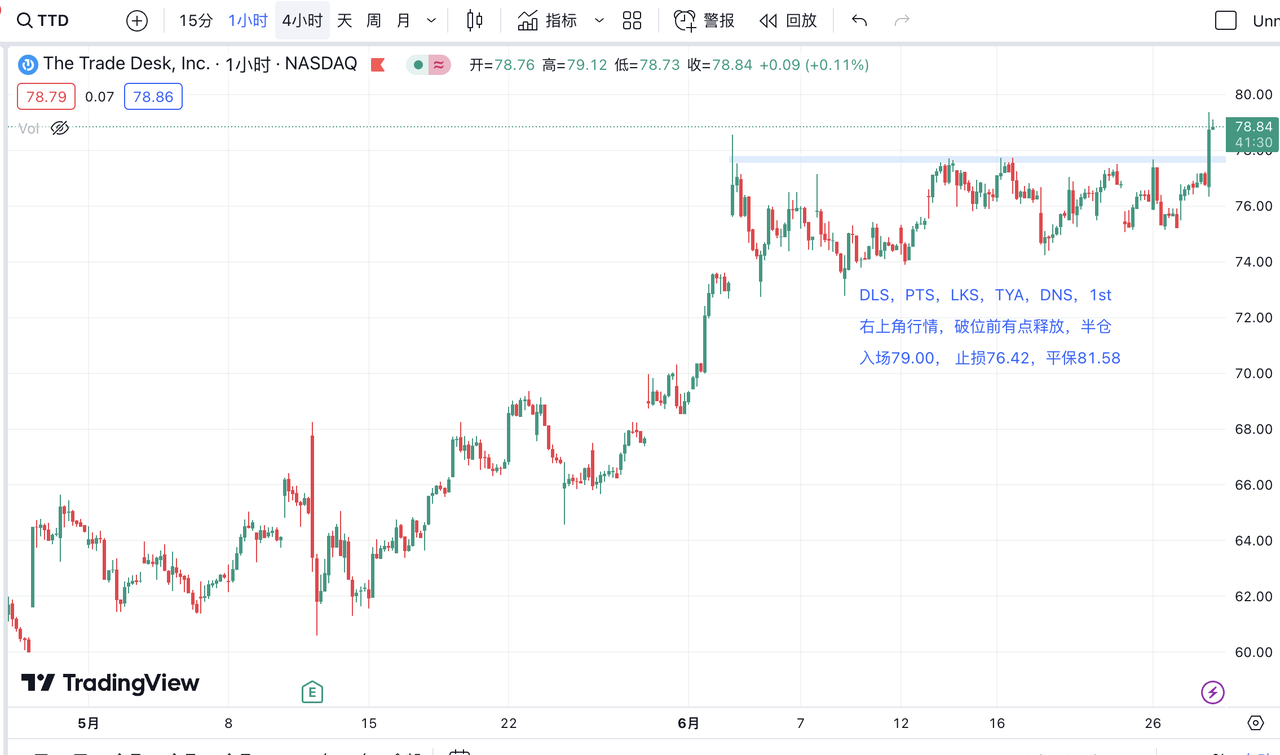 TTD
15分 1小时 4小时 天 周 月 指标 警报 回放
The Trade Desk, Inc. · 1小时 · NASDAQ 开=78.76 高=79.12 低=78.73 收=78.84 +0.09 (+0.11%)
78.79 0.07 78.86
Vol
80.00
78.84
41:30
76.00
74.00
DLS，PTS，LKS，TYA，DNS，1st
右上角行情，破位前有点释放，半仓
入场79.00， 止损76.42，平保81.58
72.00
70.00
68.00
66.00
64.00
62.00
60.00
TradingView
E
5月 8 15 22 6月 7 12 16 26